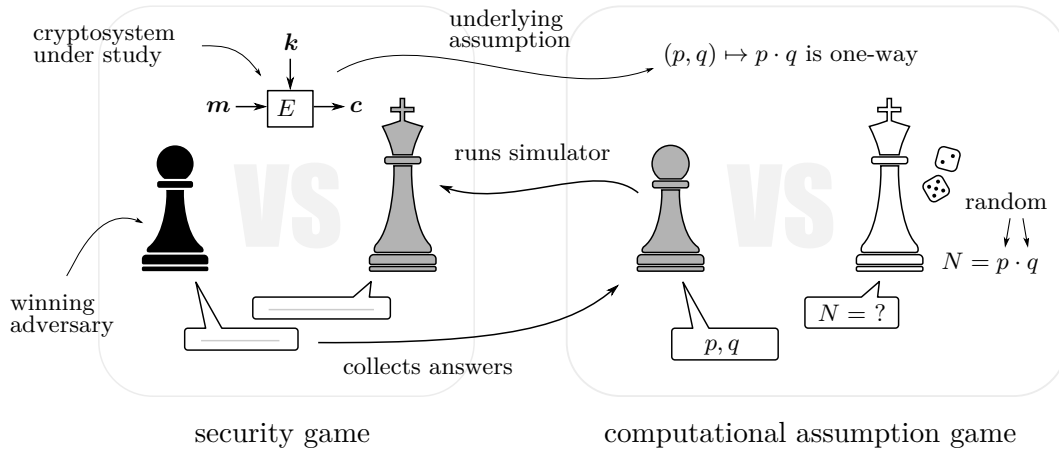 cryptosystem
under study
k
m
E
c
underlying
assumption
(p, q) ↦ p · q is one-way
VS
runs simulator
VS
random
N = p · q
winning
adversary
N = ?
p, q
collects answers
security game
computational assumption game